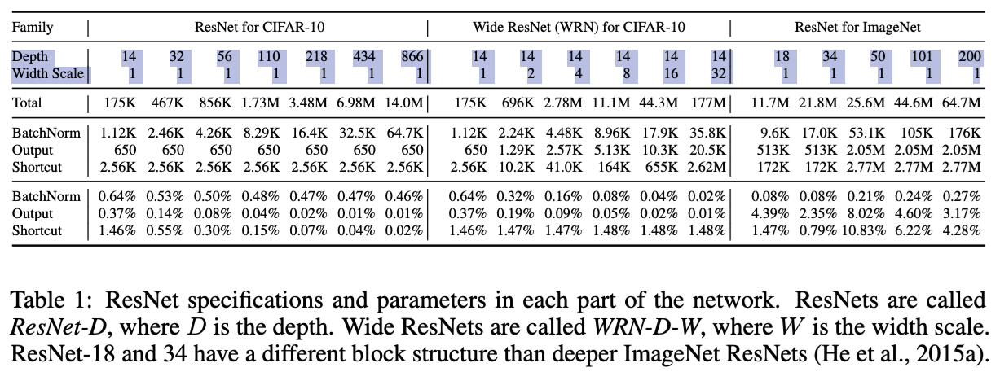 Family ResNet for CIFAR-10 Wide ResNet (WRN) for CIFAR-10 ResNet for ImageNet
Depth 14 32 56 110 218 434 866 14 14 14 14 14 14 18 34 50 101 200
Width Scale 1 1 1 1 1 1 1 1 2 4 8 16 32 1 1 1 1 1
Total 175K 467K 856K 1.73M 3.48M 6.98M 14.0M 175K 696K 2.78M 11.1M 44.3M 177M 11.7M 21.8M 25.6M 44.6M 64.7M
BatchNorm 1.12K 2.46K 4.26K 8.29K 16.4K 32.5K 64.7K 1.12K 2.24K 4.48K 8.96K 17.9K 35.8K 9.6K 17.0K 53.1K 105K 176K
Output 650 650 650 650 650 650 650 650 1.29K 2.57K 5.13K 10.3K 20.5K 513K 513K 2.05M 2.05M 2.05M
Shortcut 2.56K 2.56K 2.56K 2.56K 2.56K 2.56K 2.56K 2.56K 10.2K 41.0K 164K 655K 2.62M 172K 172K 2.77M 2.77M 2.77M
BatchNorm 0.64% 0.53% 0.50% 0.48% 0.47% 0.47% 0.46% 0.64% 0.32% 0.16% 0.08% 0.04% 0.02% 0.08% 0.08% 0.21% 0.24% 0.27%
Output 0.37% 0.14% 0.08% 0.04% 0.02% 0.01% 0.01% 0.37% 0.19% 0.09% 0.05% 0.02% 0.01% 4.39% 2.35% 8.02% 4.60% 3.17%
Shortcut 1.46% 0.55% 0.30% 0.15% 0.07% 0.04% 0.02% 1.46% 1.47% 1.47% 1.48% 1.48% 1.48% 1.47% 0.79% 10.83% 6.22% 4.28%
Table 1: ResNet specifications and parameters in each part of the network. ResNets are called
ResNet-D, where D is the depth. Wide ResNets are called WRN-D-W, where W is the width scale.
ResNet-18 and 34 have a different block structure than deeper ImageNet ResNets (He et al., 2015a).